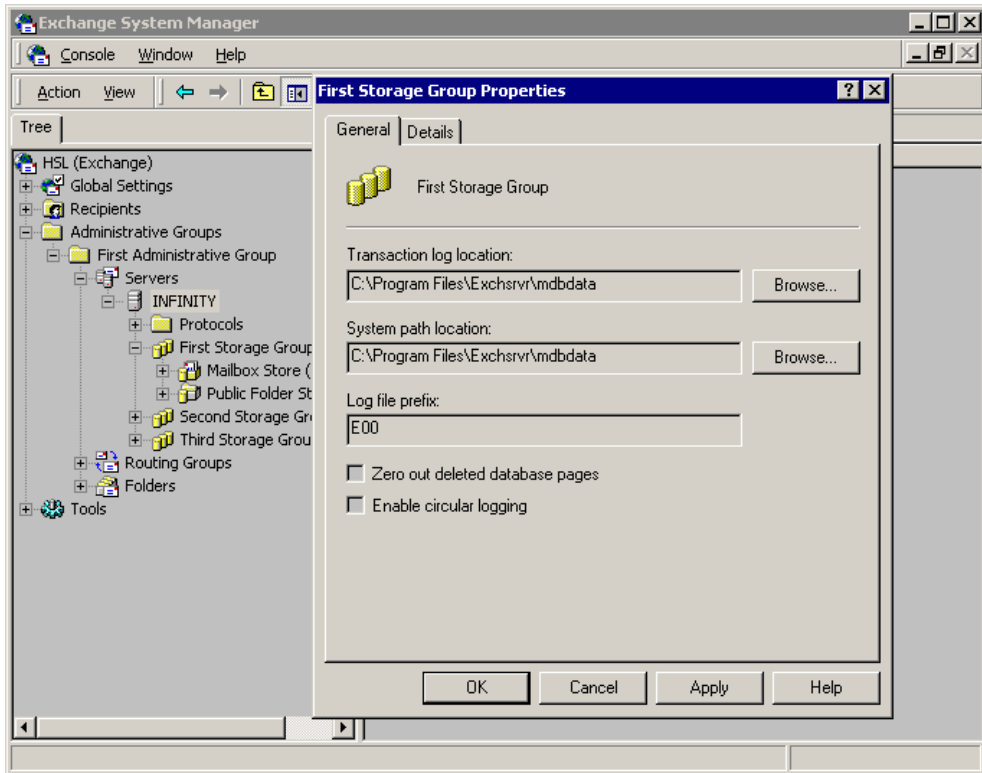 Exchange System Manager
Console Window Help
Action View
Tree
HSL (Exchange)
Global Settings
Recipients
Administrative Groups
First Administrative Group
Servers
INFINITY
Protocols
First Storage Group
Mailbox Store (
Public Folder St
Second Storage Gr
Third Storage Grou
Routing Groups
Folders
Tools
First Storage Group Properties
General Details
First Storage Group
Transaction log location:
C:\Program Files\Exchsrvr\mdbdata
Browse...
System path location:
C:\Program Files\Exchsrvr\mdbdata
Browse...
Log file prefix:
E00
Zero out deleted database pages
Enable circular logging
OK Cancel Apply Help